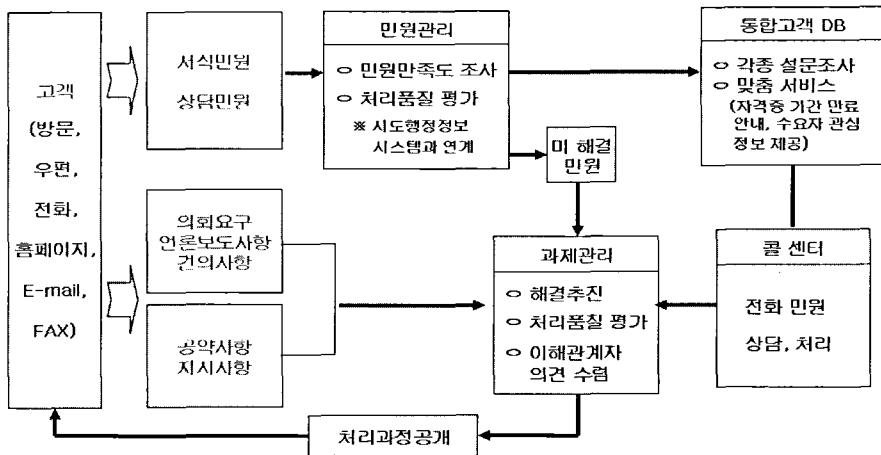 고객
(방문,
우편,
전화,
홈페이지,
E-mail,
FAX)
서식민원
상담민원
민원관리
○ 민원만족도 조사
○ 처리품질 평가
※ 시도행정정보
시스템과 연계
통합고객 DB
○ 각종 설문조사
○ 맞춤 서비스
(자격증 기간 만료
안내, 수요자 관심
정보 제공)
미 해결
민원
의회요구
언론보도사항
건의사항
공약사항
지시사항
과제관리
○ 해결추진
○ 처리품질 평가
○ 이해관계자
의견 수렴
콜 센터
전화 민원
상담, 처리
처리과정공개